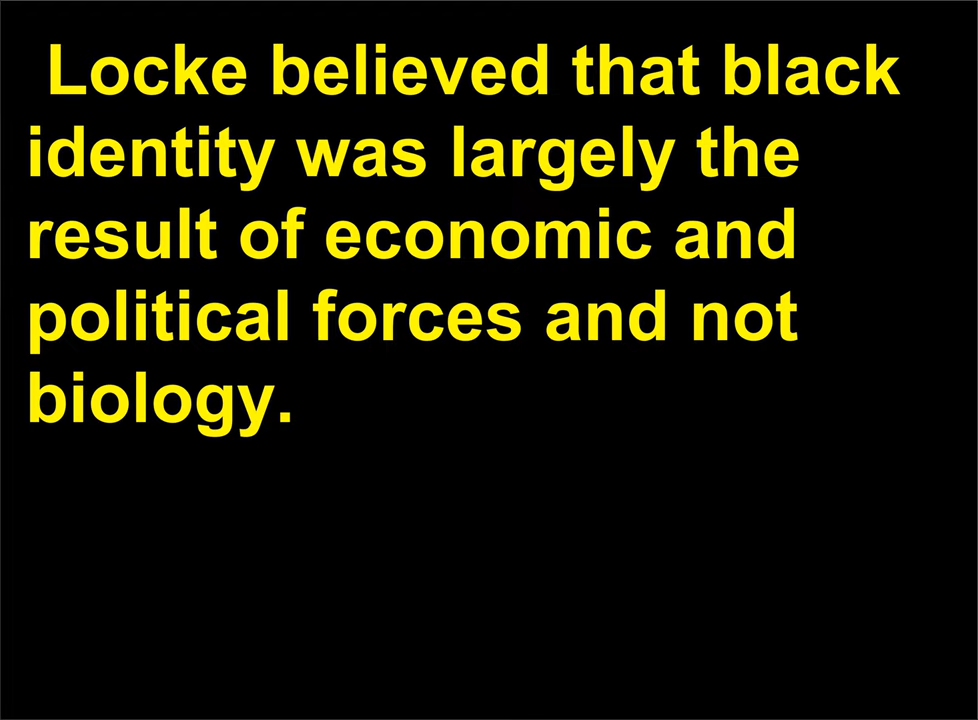 Locke believed that black
identity was largely the
result of economic and
political forces and not
biology.